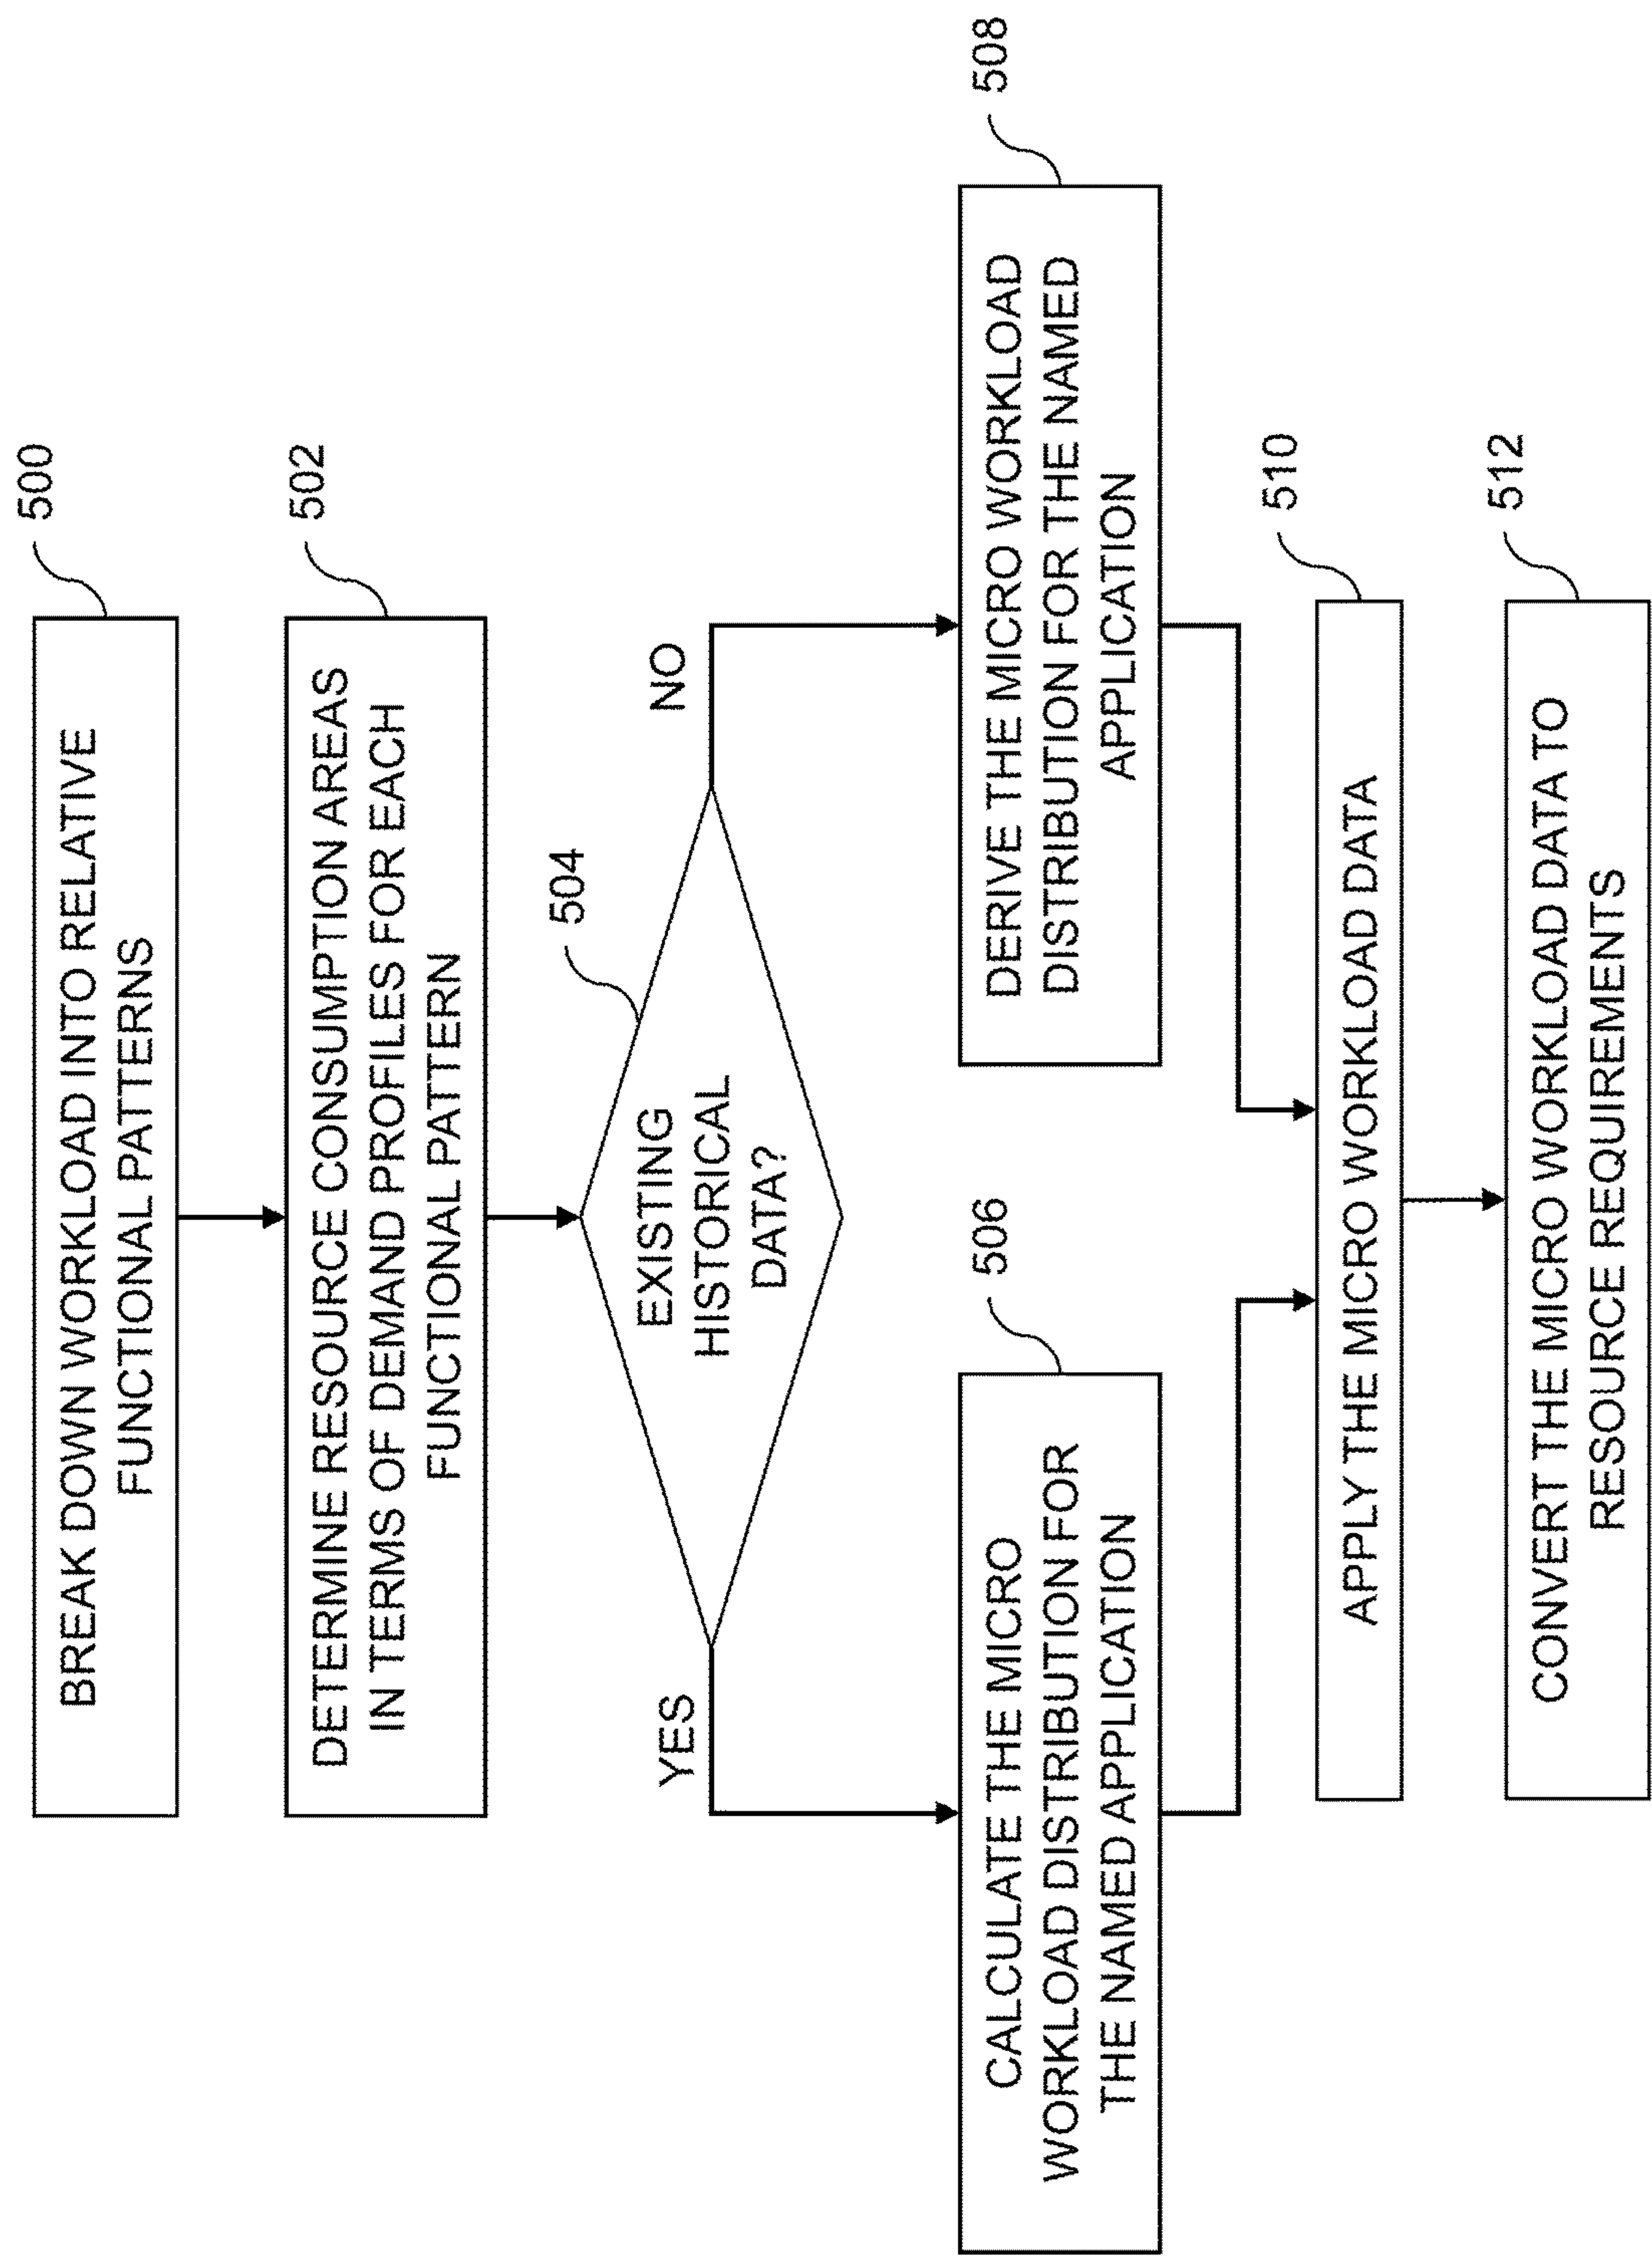 500
BREAK DOWN WORKLOAD INTO RELATIVE
FUNCTIONAL PATTERNS
502
DETERMINE RESOURCE CONSUMPTION AREAS
IN TERMS OF DEMAND PROFILES FOR EACH
FUNCTIONAL PATTERN
504
EXISTING
HISTORICAL
DATA?
YES
NO
506
CALCULATE THE MICRO
WORKLOAD DISTRIBUTION FOR
THE NAMED APPLICATION
508
DERIVE THE MICRO WORKLOAD
DISTRIBUTION FOR THE NAMED
APPLICATION
510
APPLY THE MICRO WORKLOAD DATA
512
CONVERT THE MICRO WORKLOAD DATA TO
RESOURCE REQUIREMENTS